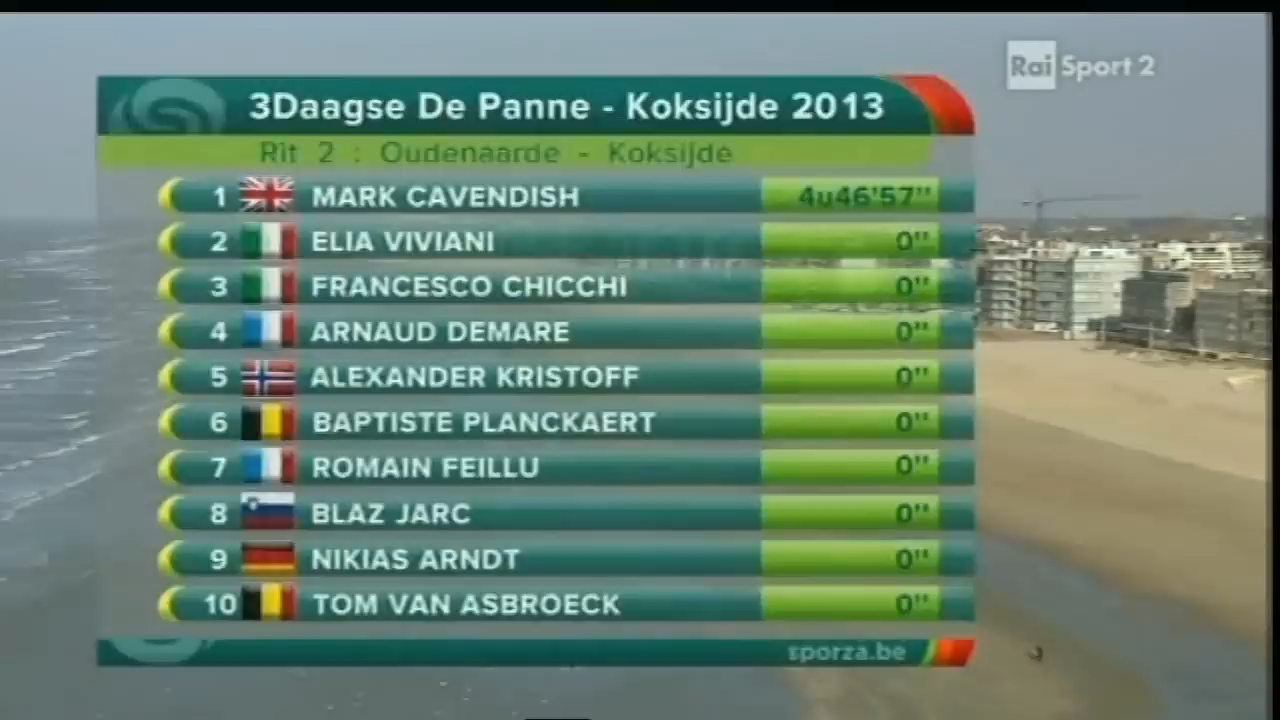 Rai Sport 2
3Daagse De Panne - Koksijde 2013
Rit 2 : Oudenaarde - Koksijde
1 MARK CAVENDISH 4u46'57"
2 ELIA VIVIANI 0"
3 FRANCESCO CHICCHI 0"
4 ARNAUD DEMARE 0"
5 ALEXANDER KRISTOFF 0"
6 BAPTISTE PLANCKAERT 0"
7 ROMAIN FEILLU 0"
8 BLAZ JARC 0"
9 NIKIAS ARNDT 0"
10 TOM VAN ASBROECK 0"
sporza.be